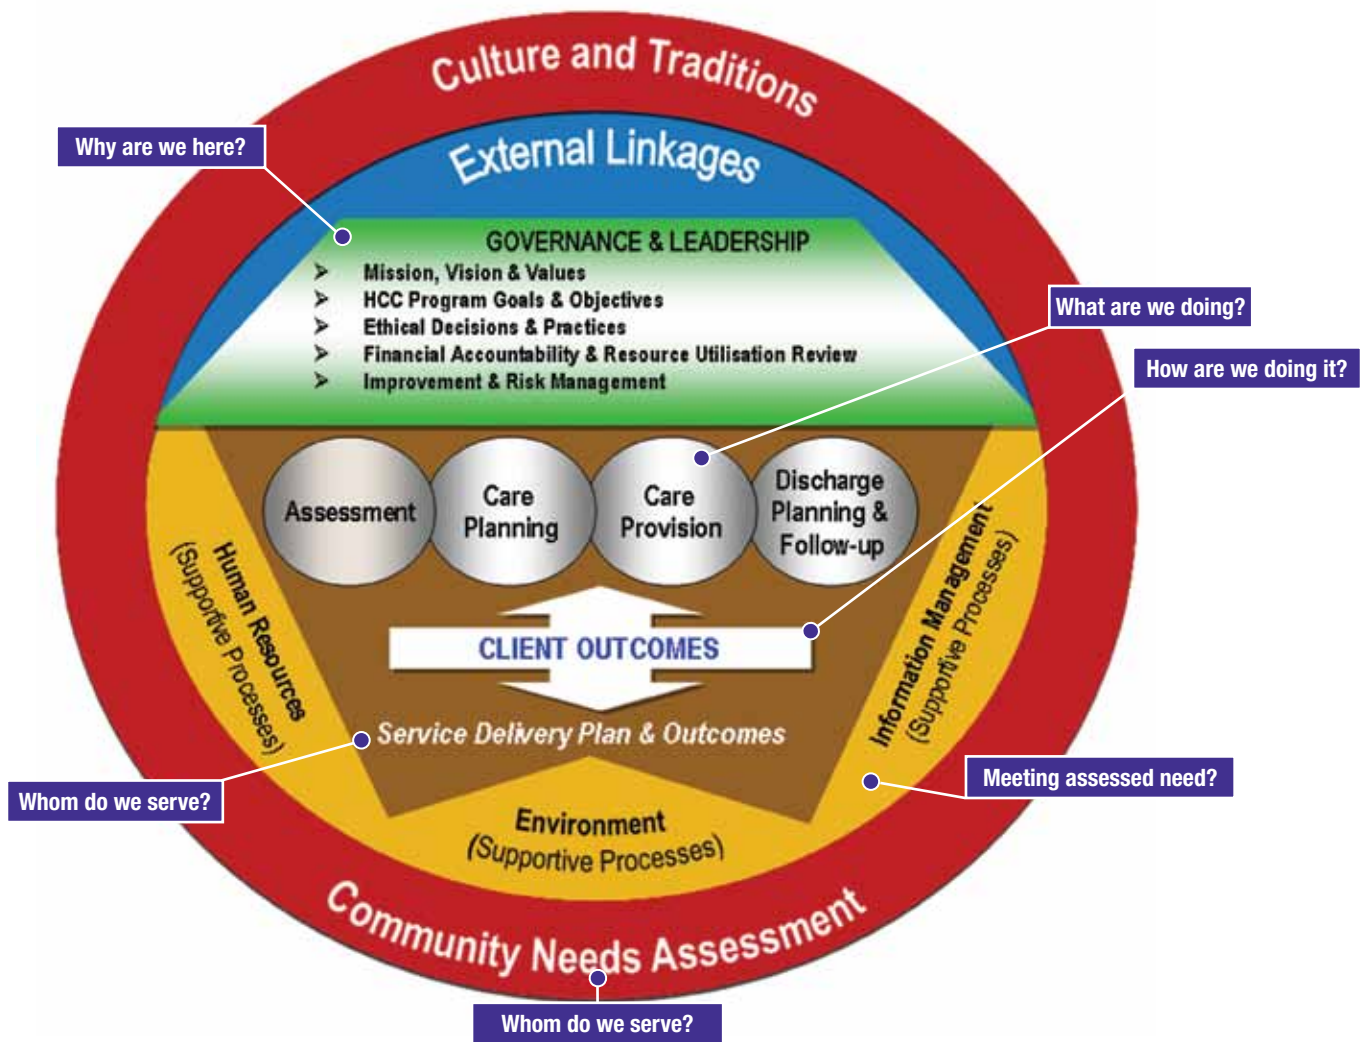 Culture and Traditions
Why are we here?
External Linkages
GOVERNANCE & LEADERSHIP
➢ Mission, Vision & Values
➢ HCC Program Goals & Objectives
➢ Ethical Decisions & Practices
➢ Financial Accountability & Resource Utilisation Review
➢ Improvement & Risk Management
What are we doing?
How are we doing it?
Assessment
Care
Planning
Care
Provision
Discharge
Planning &
Follow-up
Human Resources
(Supportive Processes)
CLIENT OUTCOMES
Service Delivery Plan & Outcomes
Information Management
(Supportive Processes)
Whom do we serve?
Meeting assessed need?
Environment
(Supportive Processes)
Community Needs Assessment
Whom do we serve?